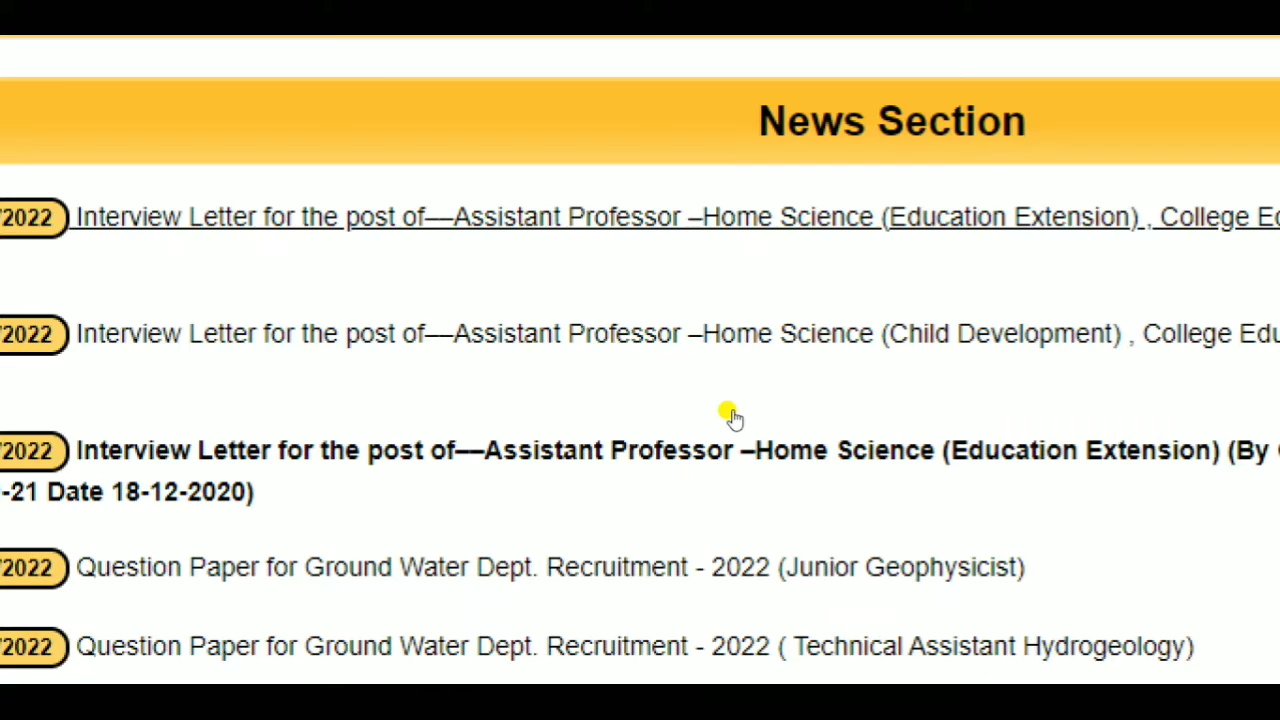 News Section
/2022 Interview Letter for the post of—Assistant Professor –Home Science (Education Extension) , College
/2022 Interview Letter for the post of—Assistant Professor –Home Science (Child Development) , College
/2022 Interview Letter for the post of—Assistant Professor –Home Science (Education Extension) (By
-21 Date 18-12-2020)
/2022 Question Paper for Ground Water Dept. Recruitment - 2022 (Junior Geophysicist)
/2022 Question Paper for Ground Water Dept. Recruitment - 2022 ( Technical Assistant Hydrogeology)